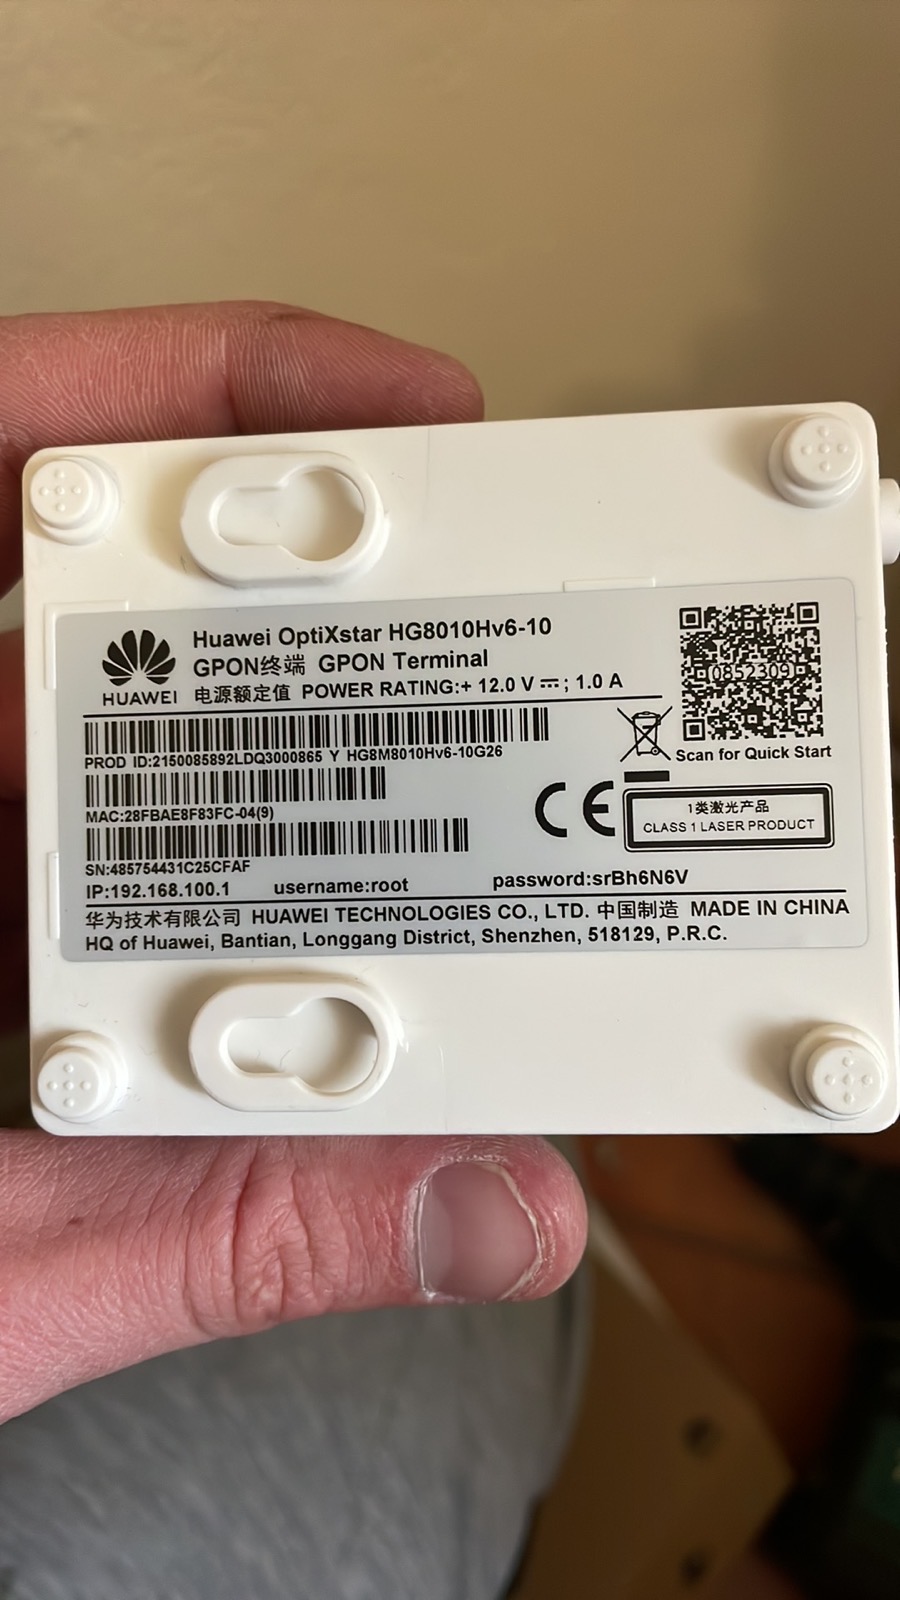 Huawei OptiXstar HG8010Hv6-10
GPON终端 GPON Terminal
HUAWEI
电源额定值 POWER RATING:+ 12.0 V ⎓; 1.0 A
(0852309)
Scan for Quick Start
PROD ID:2150085892LDQ3000865 Y HG8M8010Hv6-10G26
MAC:28FBAE8F83FC-04(9)
CE
1类激光产品
CLASS 1 LASER PRODUCT
SN:485754431C25CFAF
IP:192.168.100.1 username:root password:srBh6N6V
华为技术有限公司 HUAWEI TECHNOLOGIES CO., LTD. 中国制造 MADE IN CHINA
HQ of Huawei, Bantian, Longgang District, Shenzhen, 518129, P.R.C.